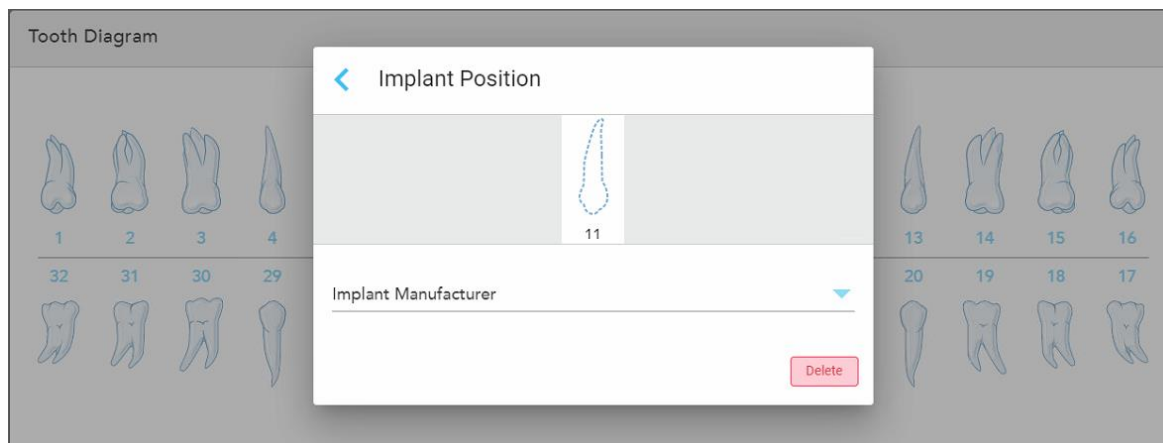 Tooth Diagram
Implant Position
11
1 2 3 4 13 14 15 16
32 31 30 29 20 19 18 17
Implant Manufacturer
Delete